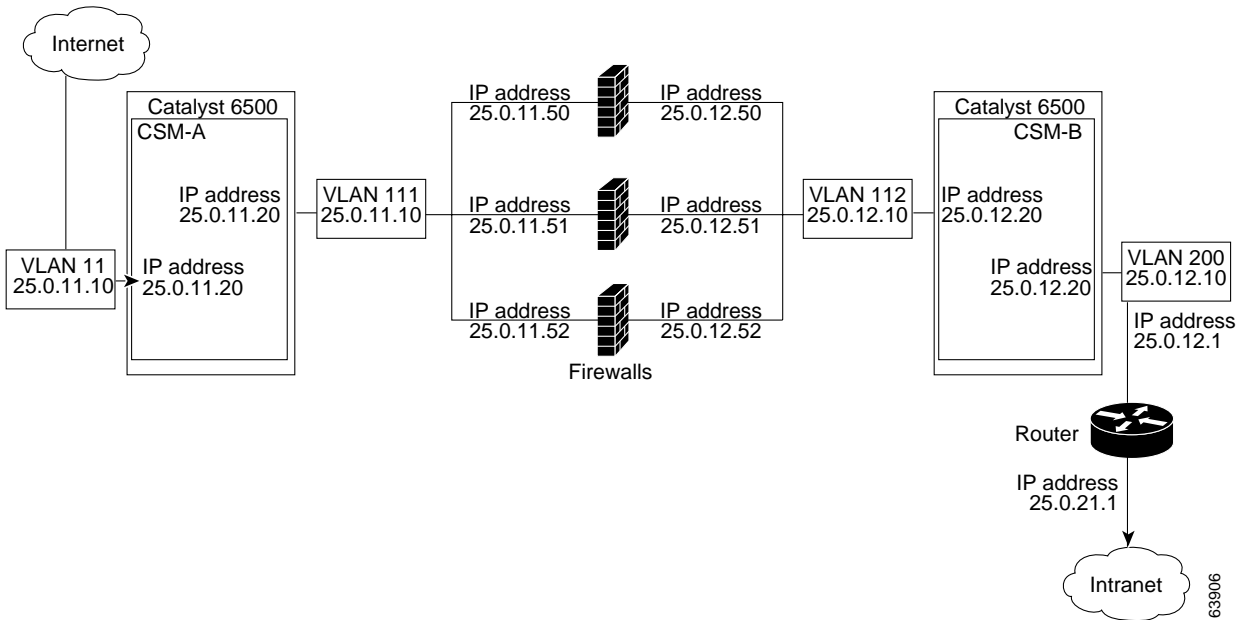 Internet
Catalyst 6500
CSM-A
IP address
25.0.11.20
IP address
25.0.11.20
VLAN 11
25.0.11.10
VLAN 111
25.0.11.10
IP address
25.0.11.50
IP address
25.0.12.50
IP address
25.0.11.51
IP address
25.0.12.51
IP address
25.0.11.52
IP address
25.0.12.52
Firewalls
VLAN 112
25.0.12.10
Catalyst 6500
CSM-B
IP address
25.0.12.20
IP address
25.0.12.20
VLAN 200
25.0.12.10
IP address
25.0.12.1
Router
IP address
25.0.21.1
Intranet
63906